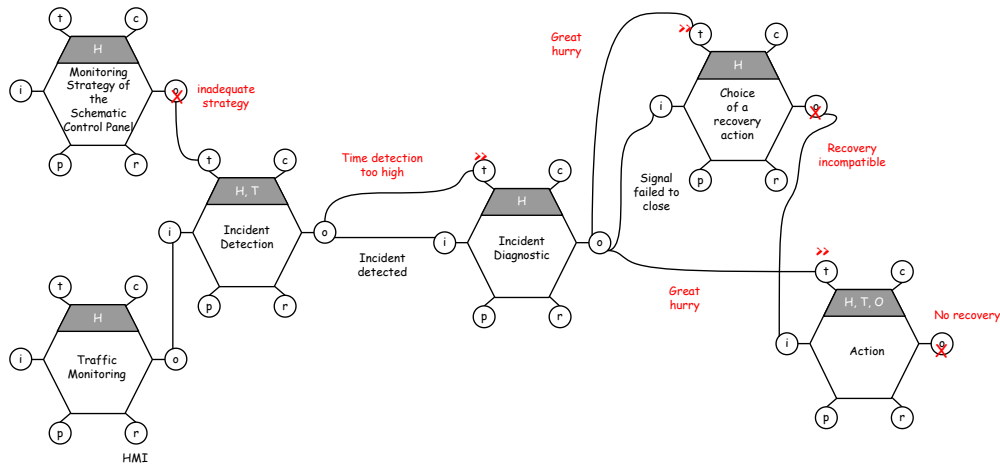 t
c
H
i
Monitoring
Strategy of
the
Schematic
Control Panel
o
inadequate
strategy
p
r
t
c
H, T
i
Incident
Detection
o
p
r
t
c
H
i
Traffic
Monitoring
o
p
r
HMI
Time detection
too high
Incident
detected
»
t
c
H
i
Incident
Diagnostic
o
p
r
Great
hurry
»
t
c
H
i
Choice
of a
recovery
action
o
p
r
Signal
failed to
close
Recovery
incompatible
Great
hurry
»
t
c
H, T, O
i
Action
o
p
r
No recovery